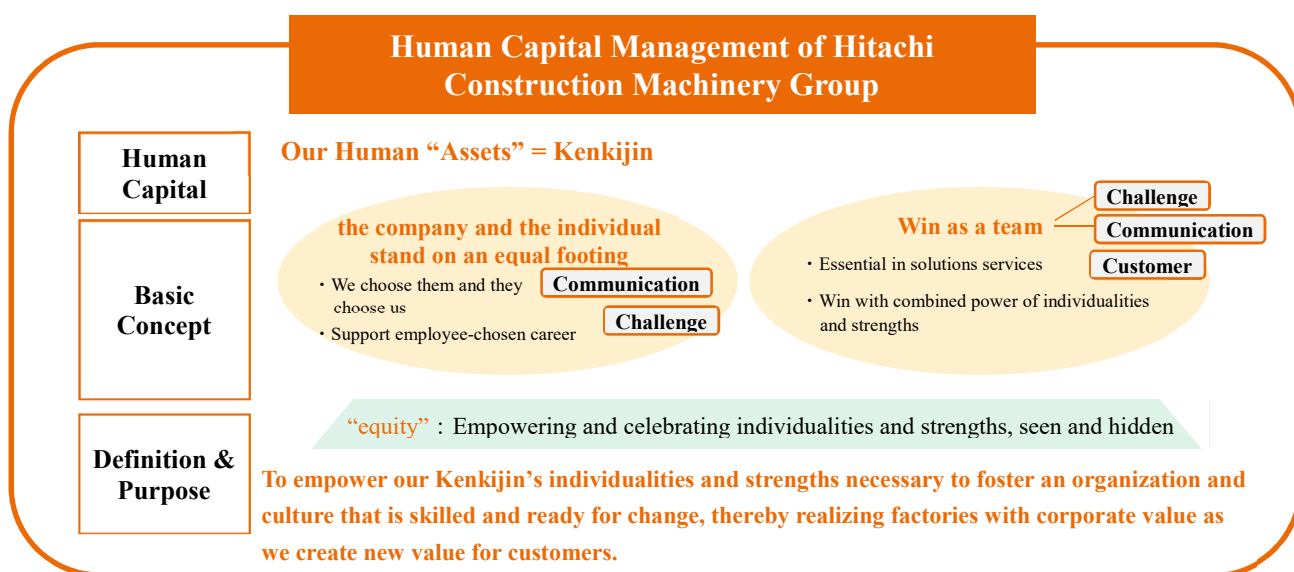 Human Capital Management of Hitachi
Construction Machinery Group
Human
Capital
Our Human “Assets” = Kenkijin
Basic
Concept
the company and the individual
stand on an equal footing
・We choose them and they
choose us
・Support employee-chosen career
Communication
Challenge
Win as a team
Challenge
Communication
Customer
・Essential in solutions services
・Win with combined power of individualities
and strengths
“equity”：Empowering and celebrating individualities and strengths, seen and hidden
Definition &
Purpose
To empower our Kenkijin’s individualities and strengths necessary to foster an organization and
culture that is skilled and ready for change, thereby realizing factories with corporate value as
we create new value for customers.